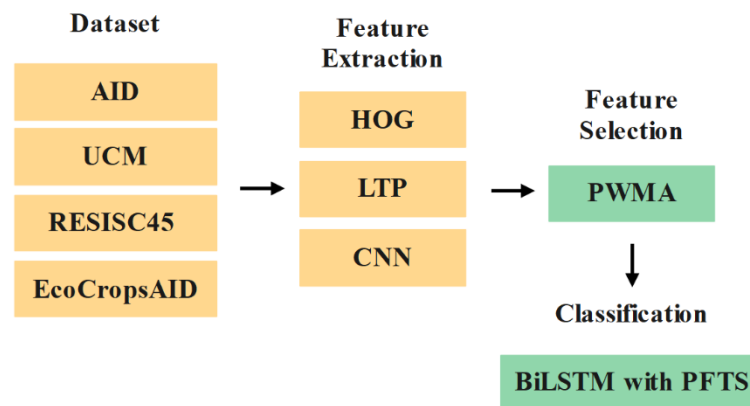 Dataset
AID
UCM
RESISC45
EcoCropsAID
Feature
Extraction
HOG
LTP
CNN
Feature
Selection
PWMA
Classification
BiLSTM with PFTS